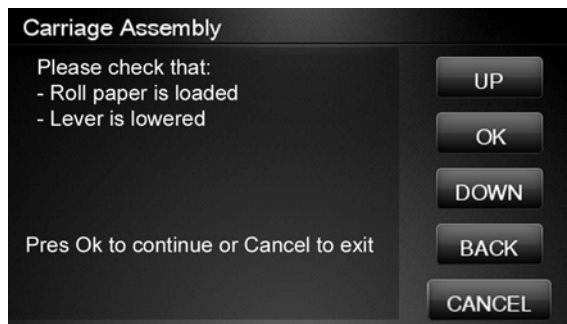 Carriage Assembly
Please check that:
- Roll paper is loaded
- Lever is lowered
Pres Ok to continue or Cancel to exit
UP
OK
DOWN
BACK
CANCEL